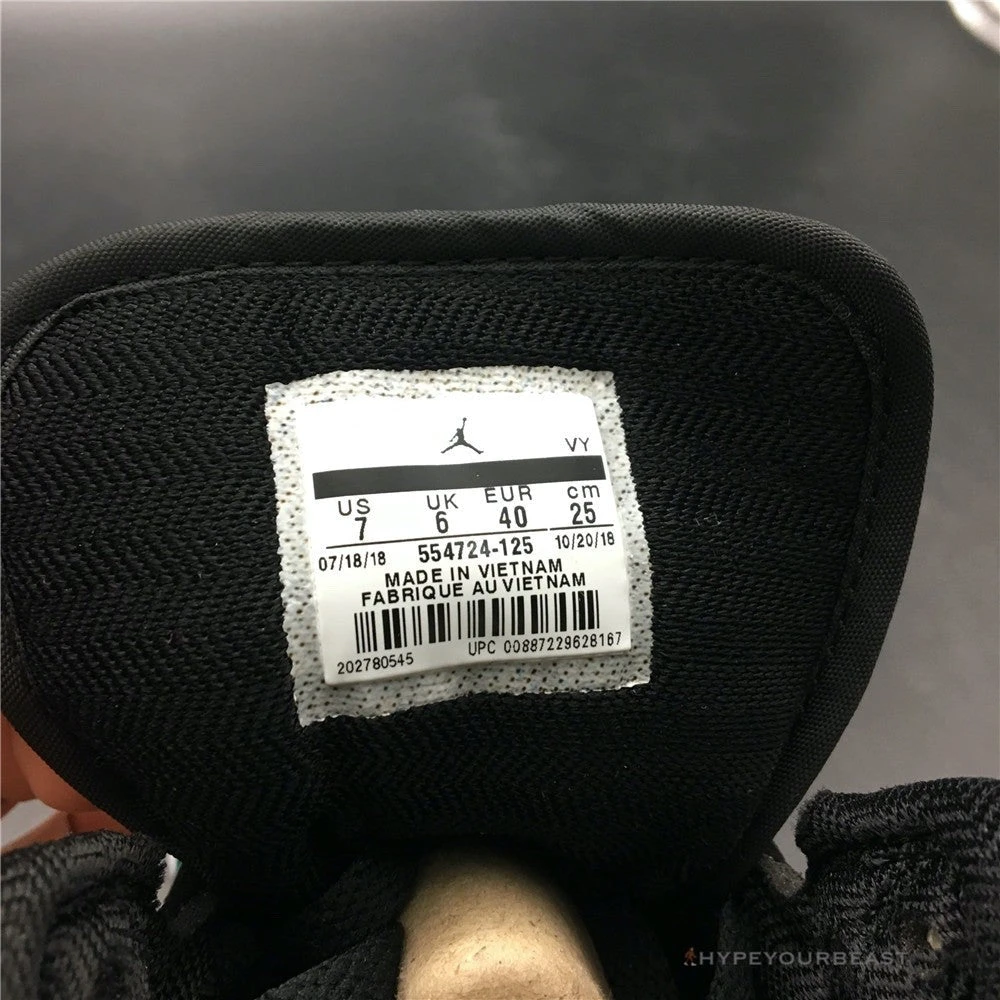 VY
US UK EUR cm
7 6 40 25
07/18/18 554724-125 10/20/18
MADE IN VIETNAM
FABRIQUE AU VIETNAM
202780545 UPC 00887229628167
HYPEYOURBEAST